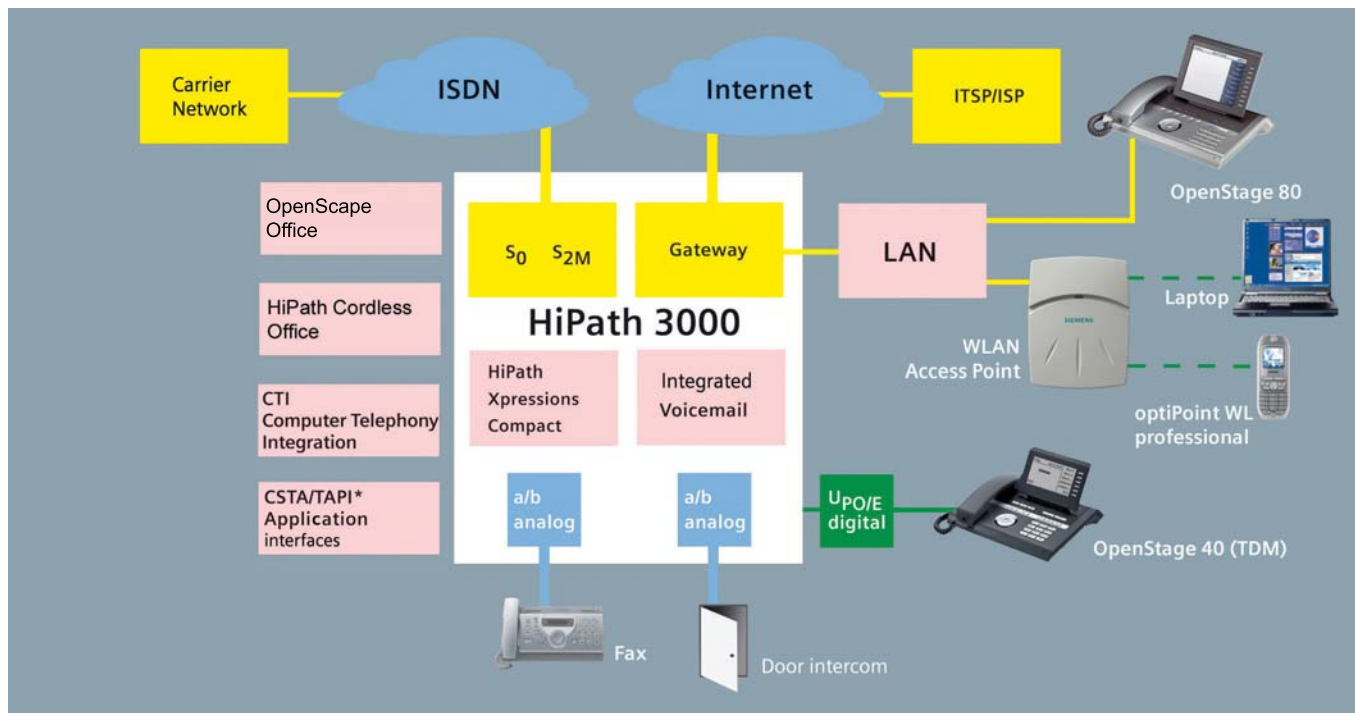 Carrier
Network
ISDN
Internet
ITSP/ISP
OpenStage 80
OpenScape
Office
S0 S2M
Gateway
LAN
HiPath Cordless
Office
HiPath 3000
SIEMENS
Laptop
WLAN
Access Point
HiPath
Xpressions
Compact
Integrated
Voicemail
optiPoint WL
professional
CTI
Computer Telephony
Integration
CSTA/TAPI*
Application
interfaces
a/b
analog
a/b
analog
UPO/E
digital
OpenStage 40 (TDM)
Fax
Door intercom